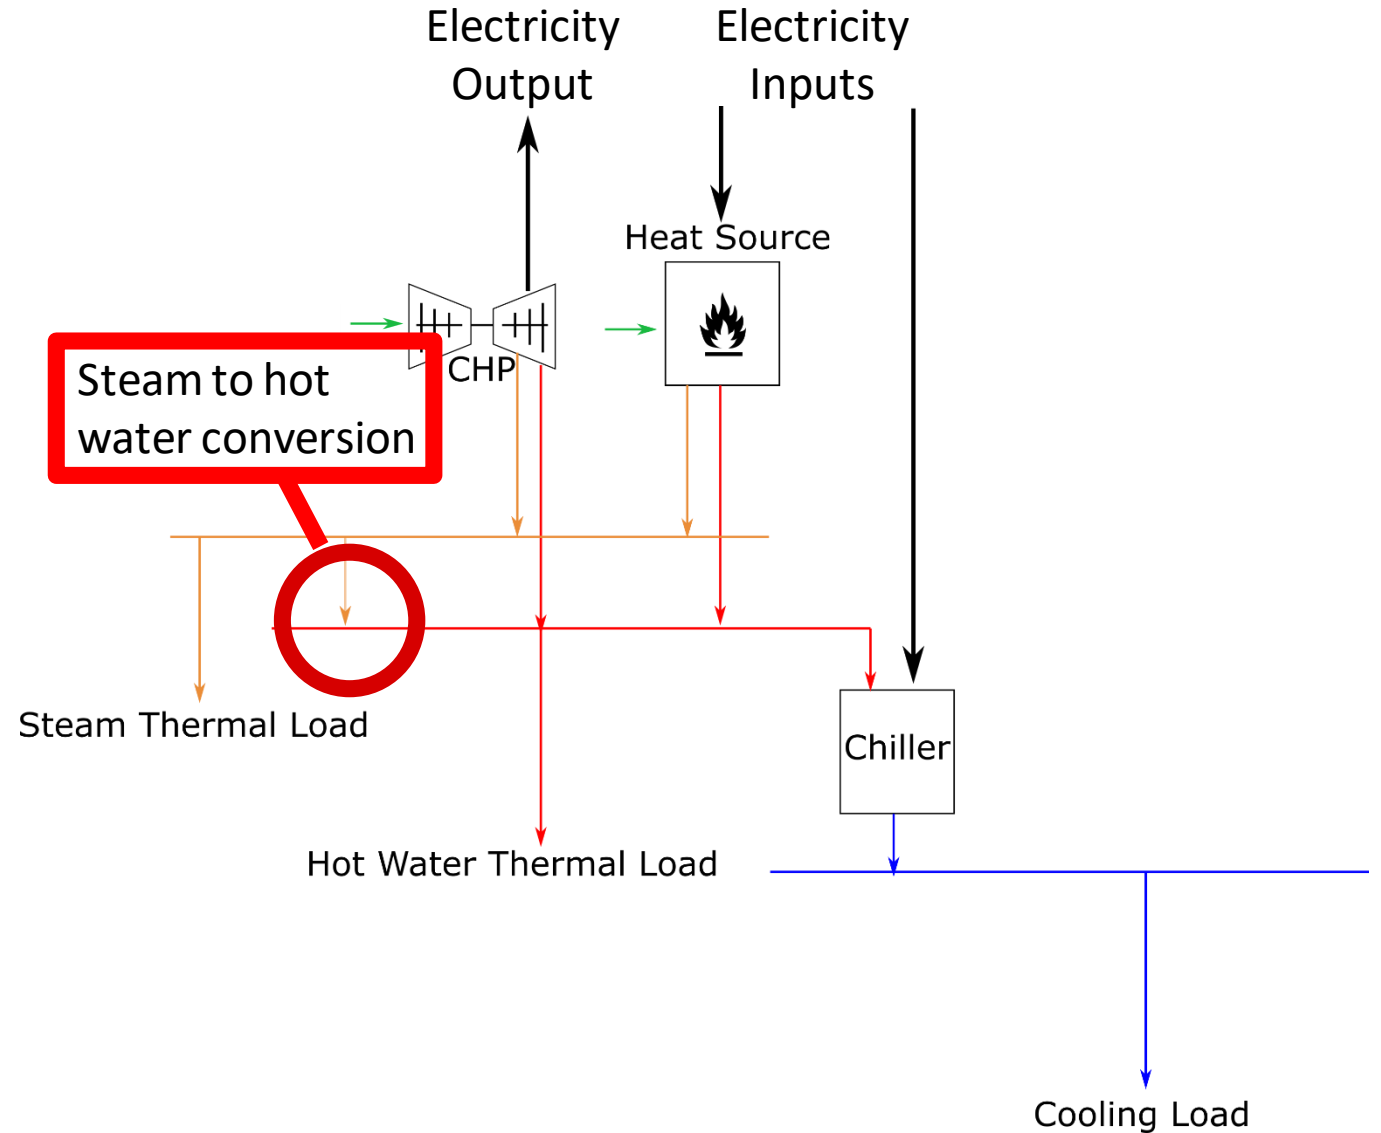 Electricity
Output
Electricity
Inputs
Heat Source
CHP
Steam to hot
water conversion
Steam Thermal Load
Chiller
Hot Water Thermal Load
Cooling Load